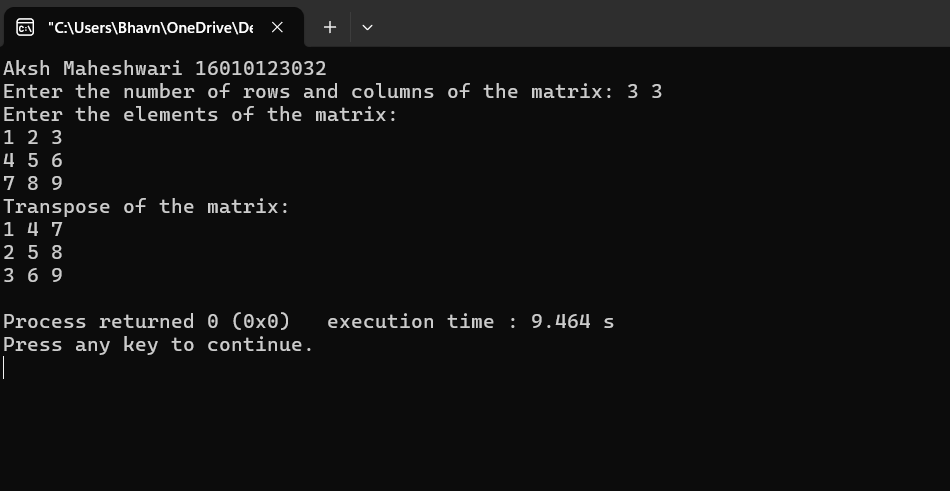 "C:\Users\Bhavn\OneDrive\De
Aksh Maheshwari 16010123032
Enter the number of rows and columns of the matrix: 3 3
Enter the elements of the matrix:
1 2 3
4 5 6
7 8 9
Transpose of the matrix:
1 4 7
2 5 8
3 6 9
Process returned 0 (0x0)   execution time : 9.464 s
Press any key to continue.